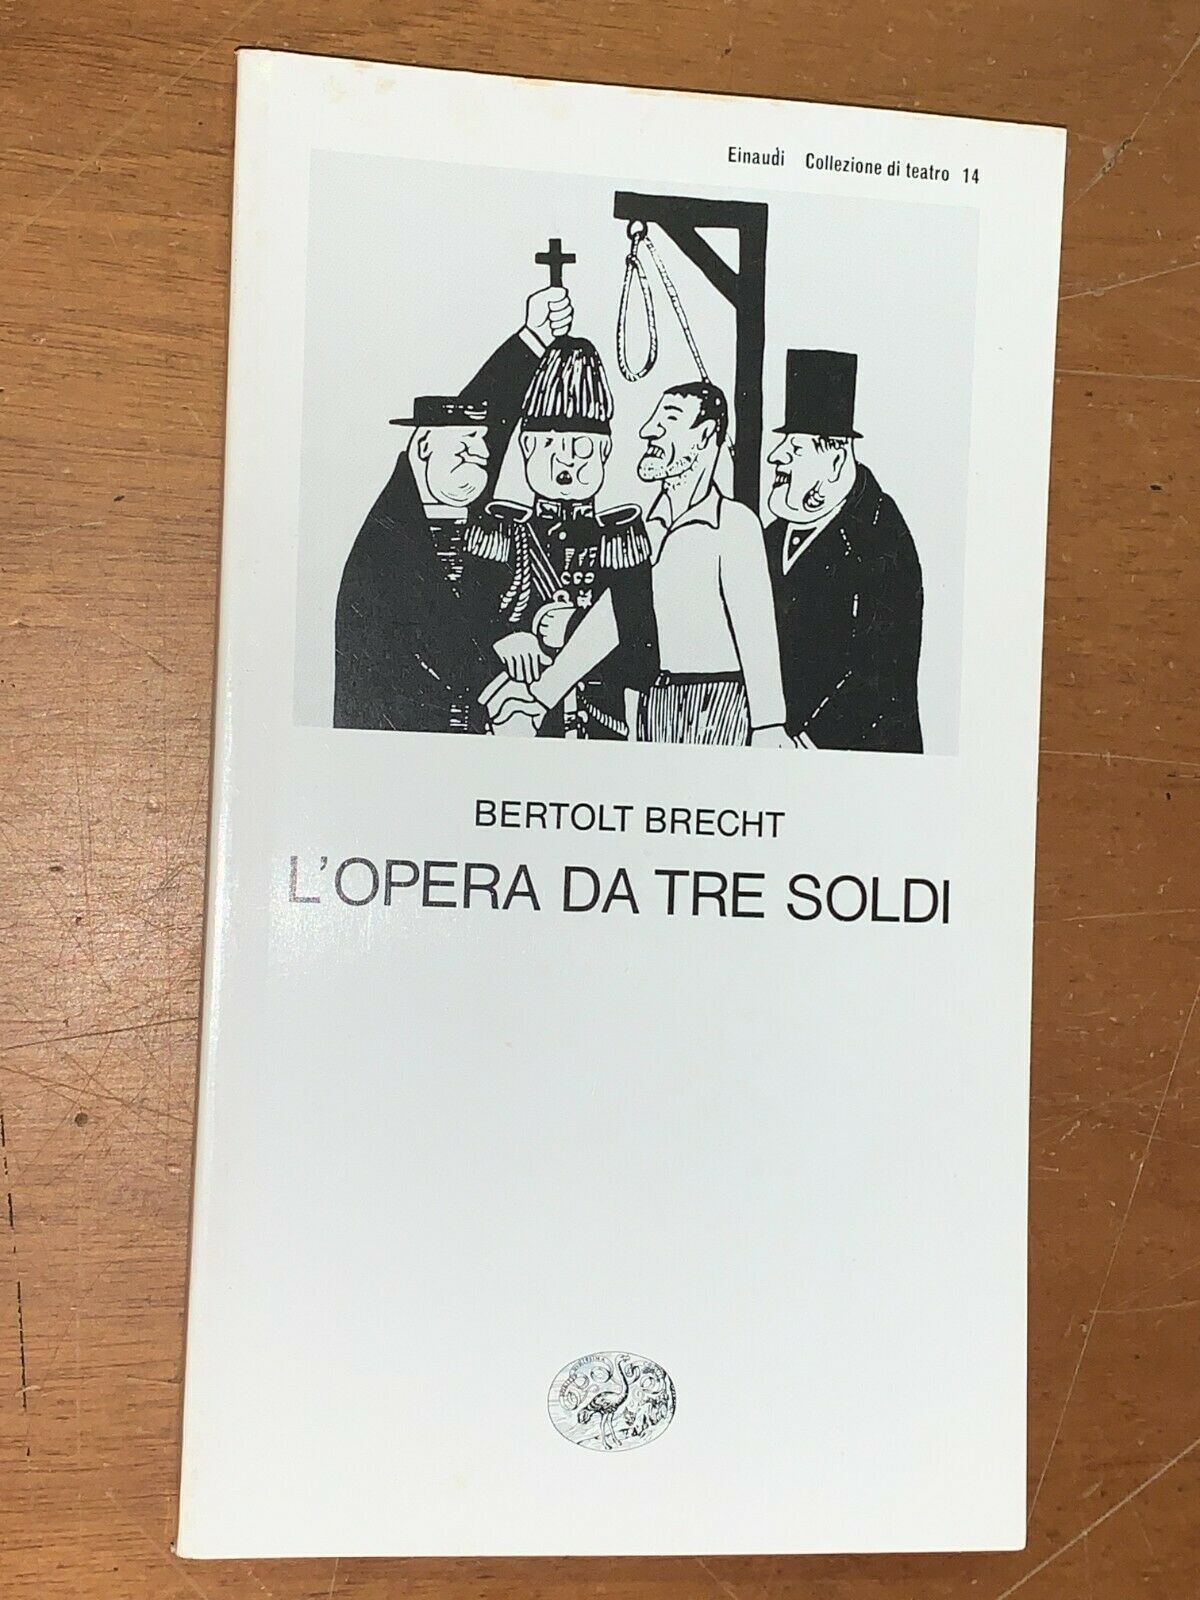 Einaudi Collezione di teatro 14
BERTOLT BRECHT
L'OPERA DA TRE SOLDI